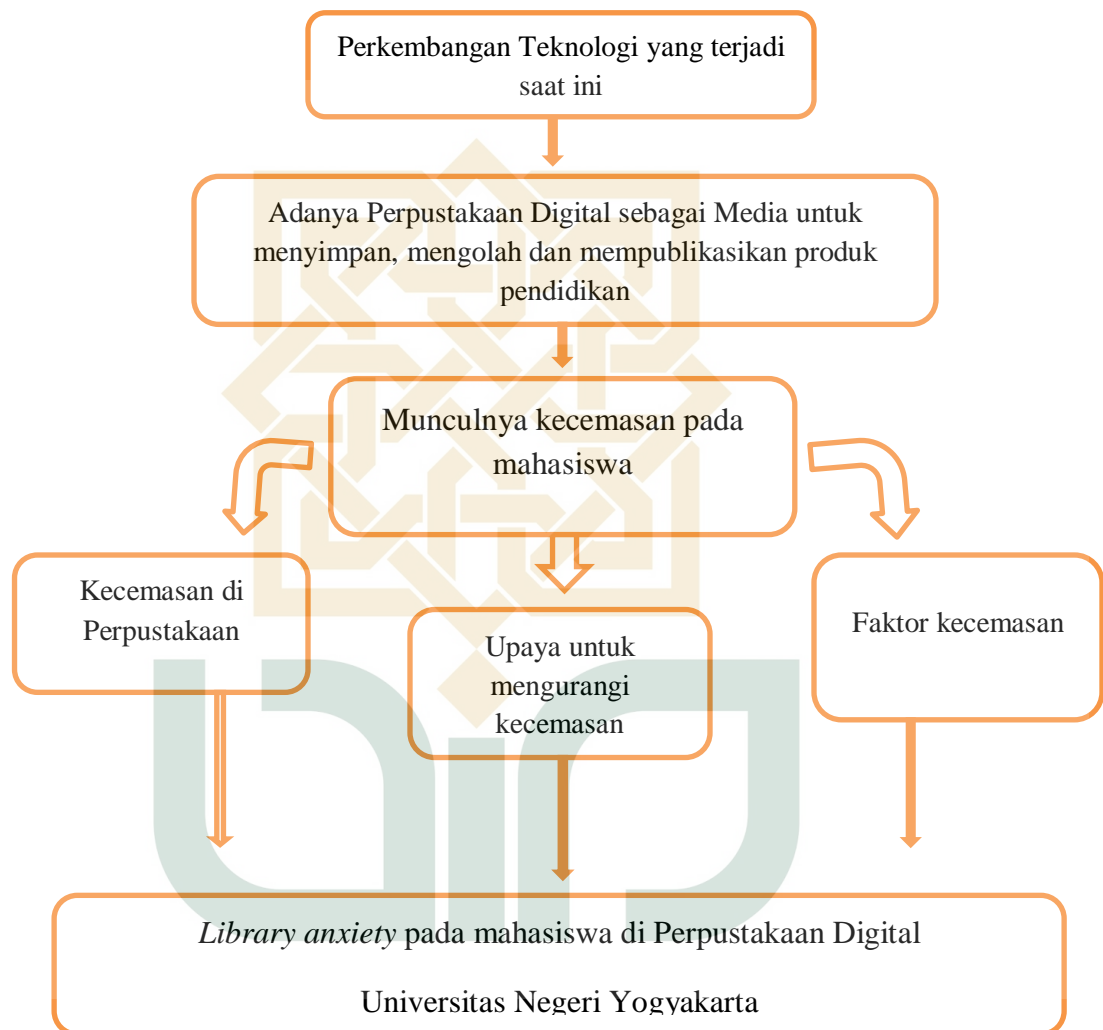 Perkembangan Teknologi yang terjadi
saat ini
Adanya Perpustakaan Digital sebagai Media untuk
menyimpan, mengolah dan mempublikasikan produk
pendidikan
Munculnya kecemasan pada
mahasiswa
Kecemasan di
Perpustakaan
Upaya untuk
mengurangi
kecemasan
Faktor kecemasan
Library anxiety pada mahasiswa di Perpustakaan Digital
Universitas Negeri Yogyakarta